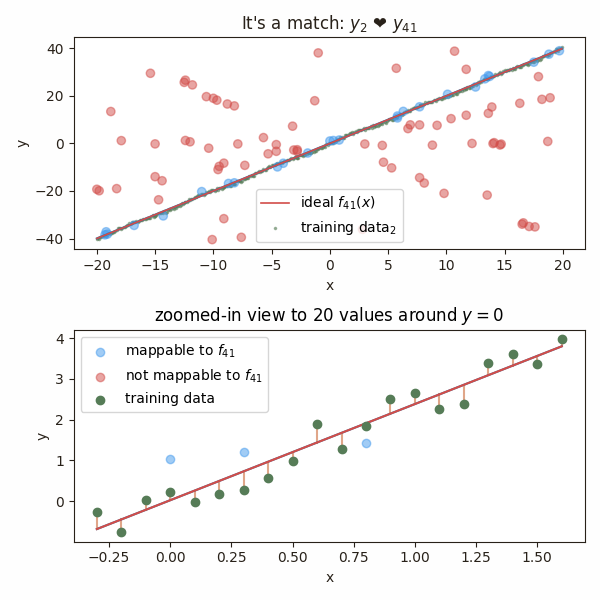 It's a match: y₂ ❤ y₄₁
40
20
0
−20
−40
y
ideal f₄₁(x)
training data₂
−20 −15 −10 −5 0 5 10 15 20
x
zoomed-in view to 20 values around y = 0
4
3
2
1
0
y
mappable to f₄₁
not mappable to f₄₁
training data
−0.25 0.00 0.25 0.50 0.75 1.00 1.25 1.50
x